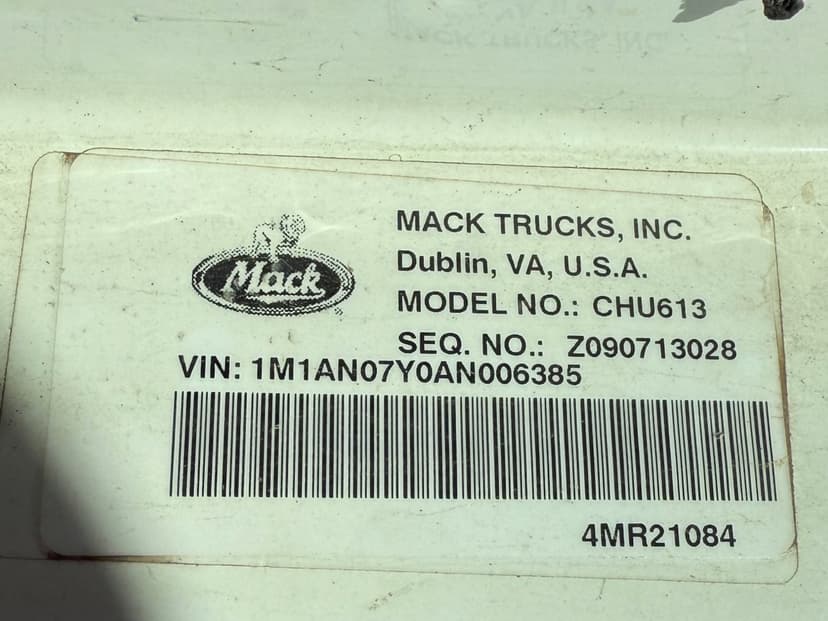 Mack
MACK TRUCKS, INC.
Dublin, VA, U.S.A.
MODEL NO.: CHU613
SEQ. NO.: Z090713028
VIN: 1M1AN07Y0AN006385
4MR21084